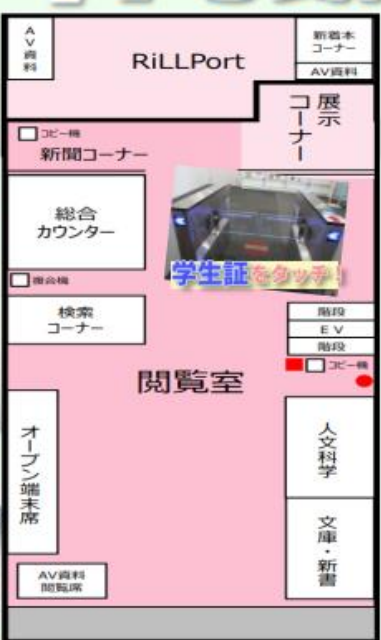 AV資料
RiLLPort
新着本
コーナー
AV資料
展示
コーナー
コピー機
新聞コーナー
総合
カウンター
学生証をタッチ！
複合機
検索
コーナー
階段
EV
階段
コピー機
閲覧室
オープン端末席
人文科学
文庫・新書
AV資料
閲覧席